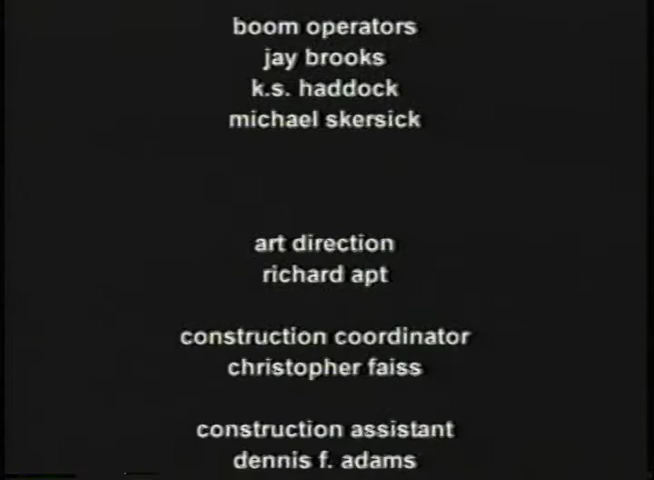 boom operators
jay brooks
k.s. haddock
michael skersick
art direction
richard apt
construction coordinator
christopher faiss
construction assistant
dennis f. adams